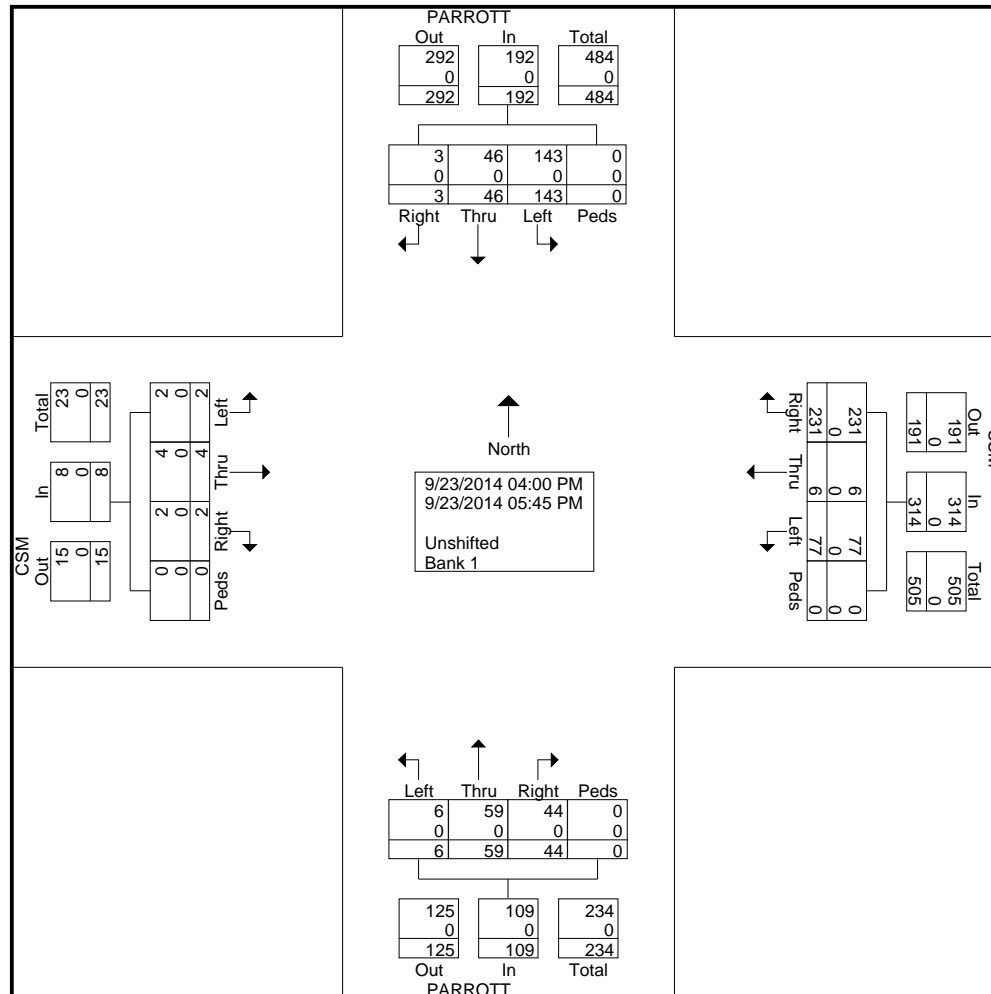 PARROTT
Out In Total
292 192 484
0 0 0
292 192 484
3 46 143 0
0 0 0 0
3 46 143 0
Right Thru Left Peds
Total
23 0 23
In
8 0 8
CSM
Out
15 0 15
2 0 2
Left
4 0 4
Thru
2 0 2
Right
0 0 0
Peds
North
9/23/2014 04:00 PM
9/23/2014 05:45 PM
Unshifted
Bank 1
Right
231 0 231
Thru
6 0 6
Left
77 0 77
Peds
0 0 0
CSM
Out
191 0 191
In
314 0 314
Total
505 0 505
Left Thru Right Peds
6 59 44 0
0 0 0 0
6 59 44 0
125 109 234
0 0 0
125 109 234
Out In Total
PARROTT